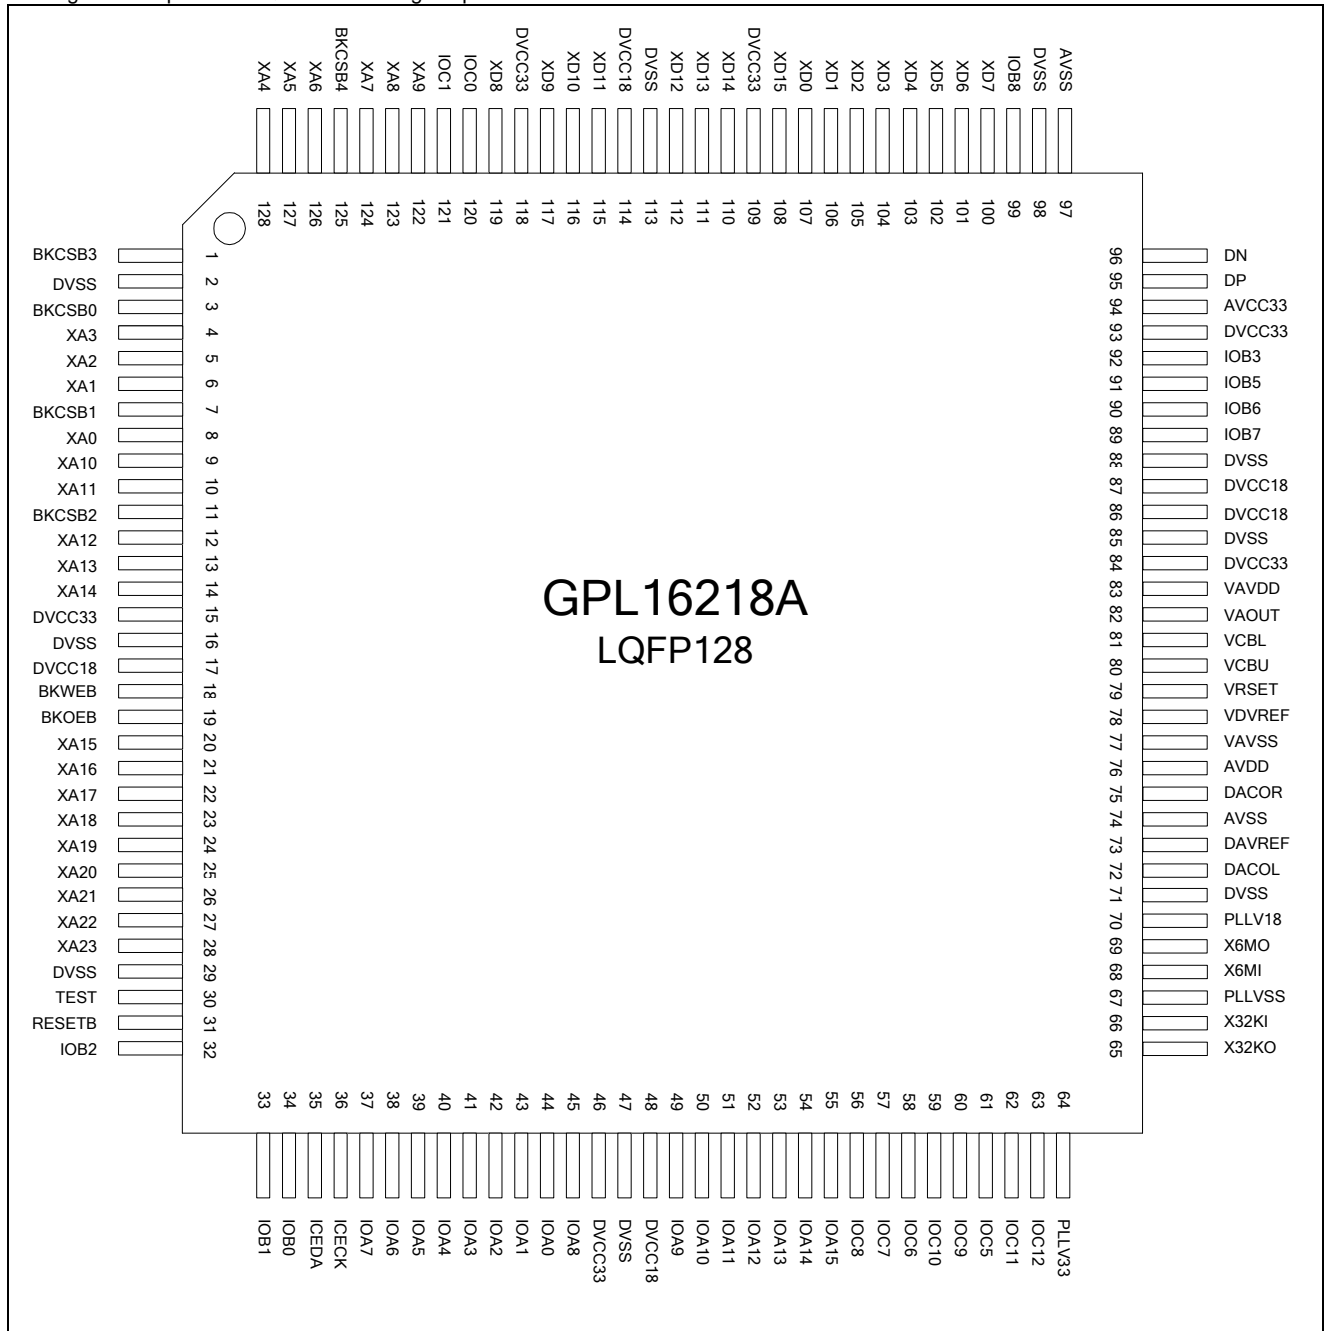 XA4 XA5 XA6 BKCSB4 XA7 XA8 XA9 IOC1 IOC0 XD8 DVCC33 XD9 XD10 XD11 DVCC18 DVSS XD12 XD13 XD14 DVCC33 XD15 XD0 XD1 XD2 XD3 XD4 XD5 XD6 XD7 IOB8 DVSS AVSS
128 127 126 125 124 123 122 121 120 119 118 117 116 115 114 113 112 111 110 109 108 107 106 105 104 103 102 101 100 99 98 97
BKCSB3 1 96 DN
DVSS 2 95 DP
BKCSB0 3 94 AVCC33
XA3 4 93 DVCC33
XA2 5 92 IOB3
XA1 6 91 IOB5
BKCSB1 7 90 IOB6
XA0 8 89 IOB7
XA10 9 88 DVSS
XA11 10 87 DVCC18
BKCSB2 11 86 DVCC18
XA12 12 85 DVSS
XA13 13 84 DVCC33
XA14 14 83 VAVDD
DVCC33 15 82 VAOUT
DVSS 16 81 VCBL
DVCC18 17 80 VCBU
BKWEB 18 79 VRSET
BKOEB 19 78 VDVREF
XA15 20 77 VAVSS
XA16 21 76 AVDD
XA17 22 75 DACOR
XA18 23 74 AVSS
XA19 24 73 DAVREF
XA20 25 72 DACOL
XA21 26 71 DVSS
XA22 27 70 PLLV18
XA23 28 69 X6MO
DVSS 29 68 X6MI
TEST 30 67 PLLVSS
RESETB 31 66 X32KI
IOB2 32 65 X32KO
GPL16218A
LQFP128
33 34 35 36 37 38 39 40 41 42 43 44 45 46 47 48 49 50 51 52 53 54 55 56 57 58 59 60 61 62 63 64
IOB1 IOB0 ICEDA ICECK IOA7 IOA6 IOA5 IOA4 IOA3 IOA2 IOA1 IOA0 IOA8 DVCC33 DVSS DVCC18 IOA9 IOA10 IOA11 IOA12 IOA13 IOA14 IOA15 IOC8 IOC7 IOC6 IOC10 IOC9 IOC5 IOC11 IOC12 PLLV33